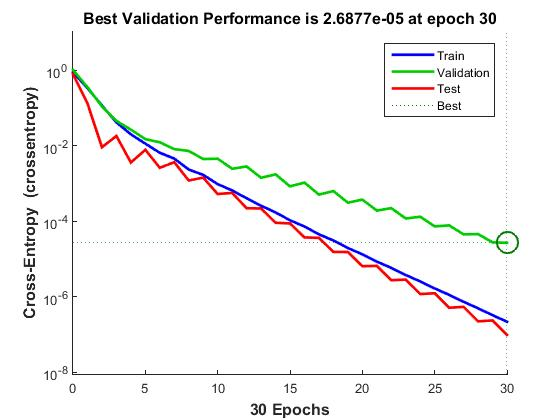 Best Validation Performance is 2.6877e-05 at epoch 30
Train
Validation
Test
Best
10^0
10^-2
10^-4
10^-6
10^-8
Cross-Entropy (crossentropy)
0 5 10 15 20 25 30
30 Epochs